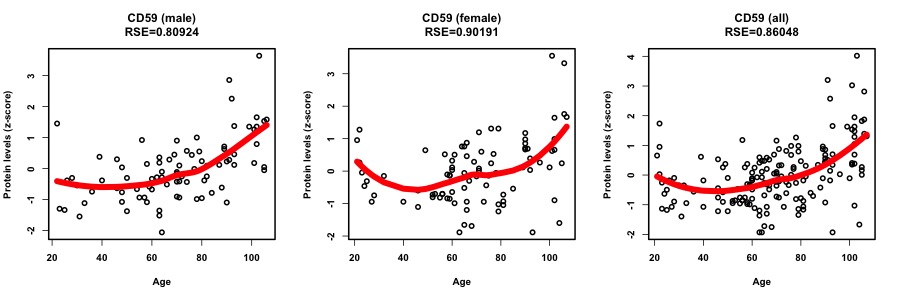 CD59 (male)
RSE=0.80924
Protein levels (z-score)
3
2
1
0
-1
-2
20 40 60 80 100
Age
CD59 (female)
RSE=0.90191
Protein levels (z-score)
3
2
1
0
-1
-2
20 40 60 80 100
Age
CD59 (all)
RSE=0.86048
Protein levels (z-score)
4
3
2
1
0
-1
-2
20 40 60 80 100
Age